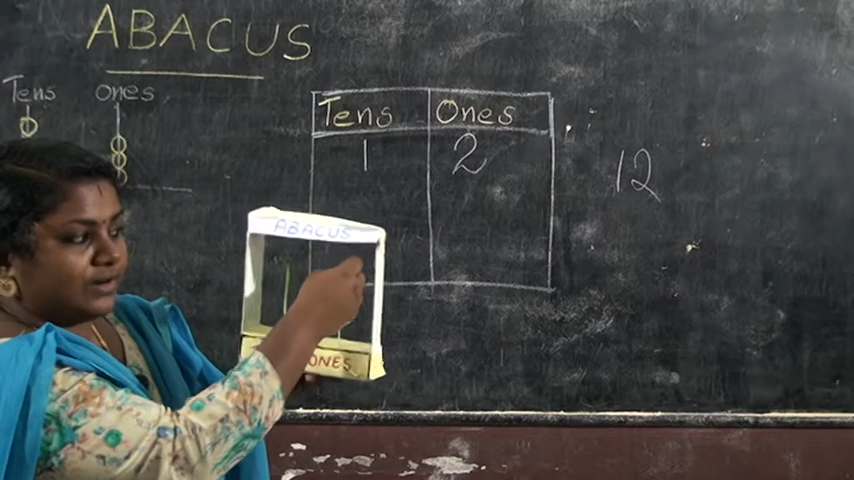 ABACUS
Tens Ones
Tens Ones
1 2
12
ABACUS
ONES